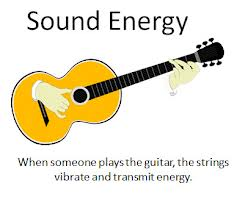 Sound Energy
When someone plays the guitar, the strings
vibrate and transmit energy.